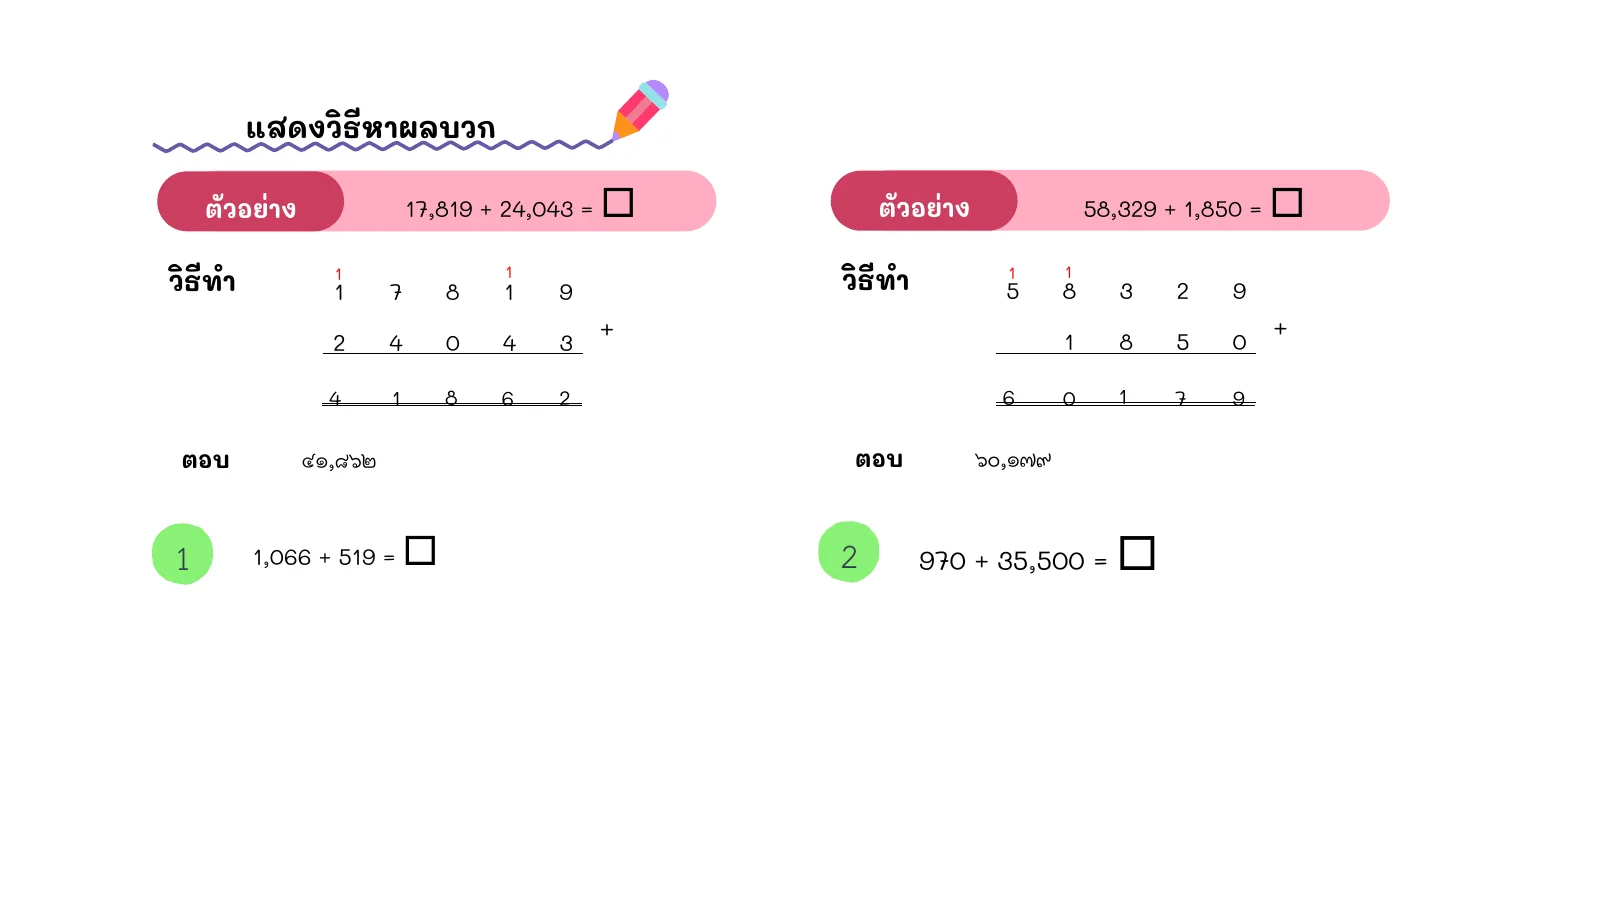 แสดงวิธีหาผลบวก
ตัวอย่าง 17,819 + 24,043 = □
วิธีทำ
1 1
1 7 8 1 9
+
2 4 0 4 3
4 1 8 6 2
ตอบ ๔๑,๘๖๒
ตัวอย่าง 58,329 + 1,850 = □
วิธีทำ
1 1
5 8 3 2 9
+
1 8 5 0
6 0 1 7 9
ตอบ ๖๐,๑๗๙
1 1,066 + 519 = □
2 970 + 35,500 = □